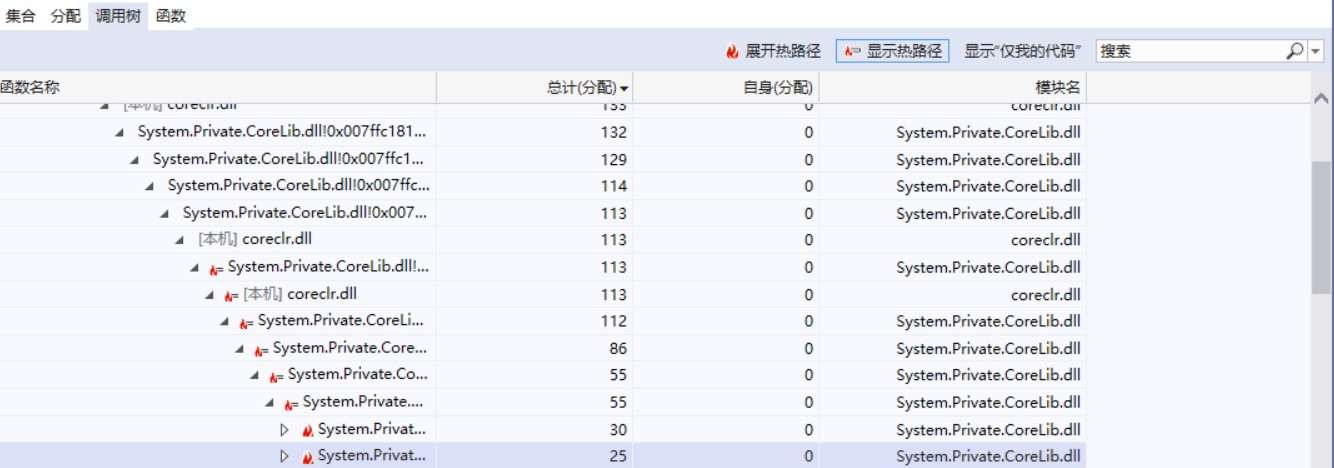 集合 分配 调用树 函数
展开热路径 显示热路径 显示“仅我的代码” 搜索
函数名称 总计(分配) 自身(分配) 模块名
[本机] coreclr.dll 133 0 coreclr.dll
System.Private.CoreLib.dll!0x007ffc181... 132 0 System.Private.CoreLib.dll
System.Private.CoreLib.dll!0x007ffc1... 129 0 System.Private.CoreLib.dll
System.Private.CoreLib.dll!0x007ffc... 114 0 System.Private.CoreLib.dll
System.Private.CoreLib.dll!0x007... 113 0 System.Private.CoreLib.dll
[本机] coreclr.dll 113 0 coreclr.dll
System.Private.CoreLib.dll!... 113 0 System.Private.CoreLib.dll
[本机] coreclr.dll 113 0 coreclr.dll
System.Private.CoreLi... 112 0 System.Private.CoreLib.dll
System.Private.Core... 86 0 System.Private.CoreLib.dll
System.Private.Co... 55 0 System.Private.CoreLib.dll
System.Private.... 55 0 System.Private.CoreLib.dll
System.Privat... 30 0 System.Private.CoreLib.dll
System.Privat... 25 0 System.Private.CoreLib.dll